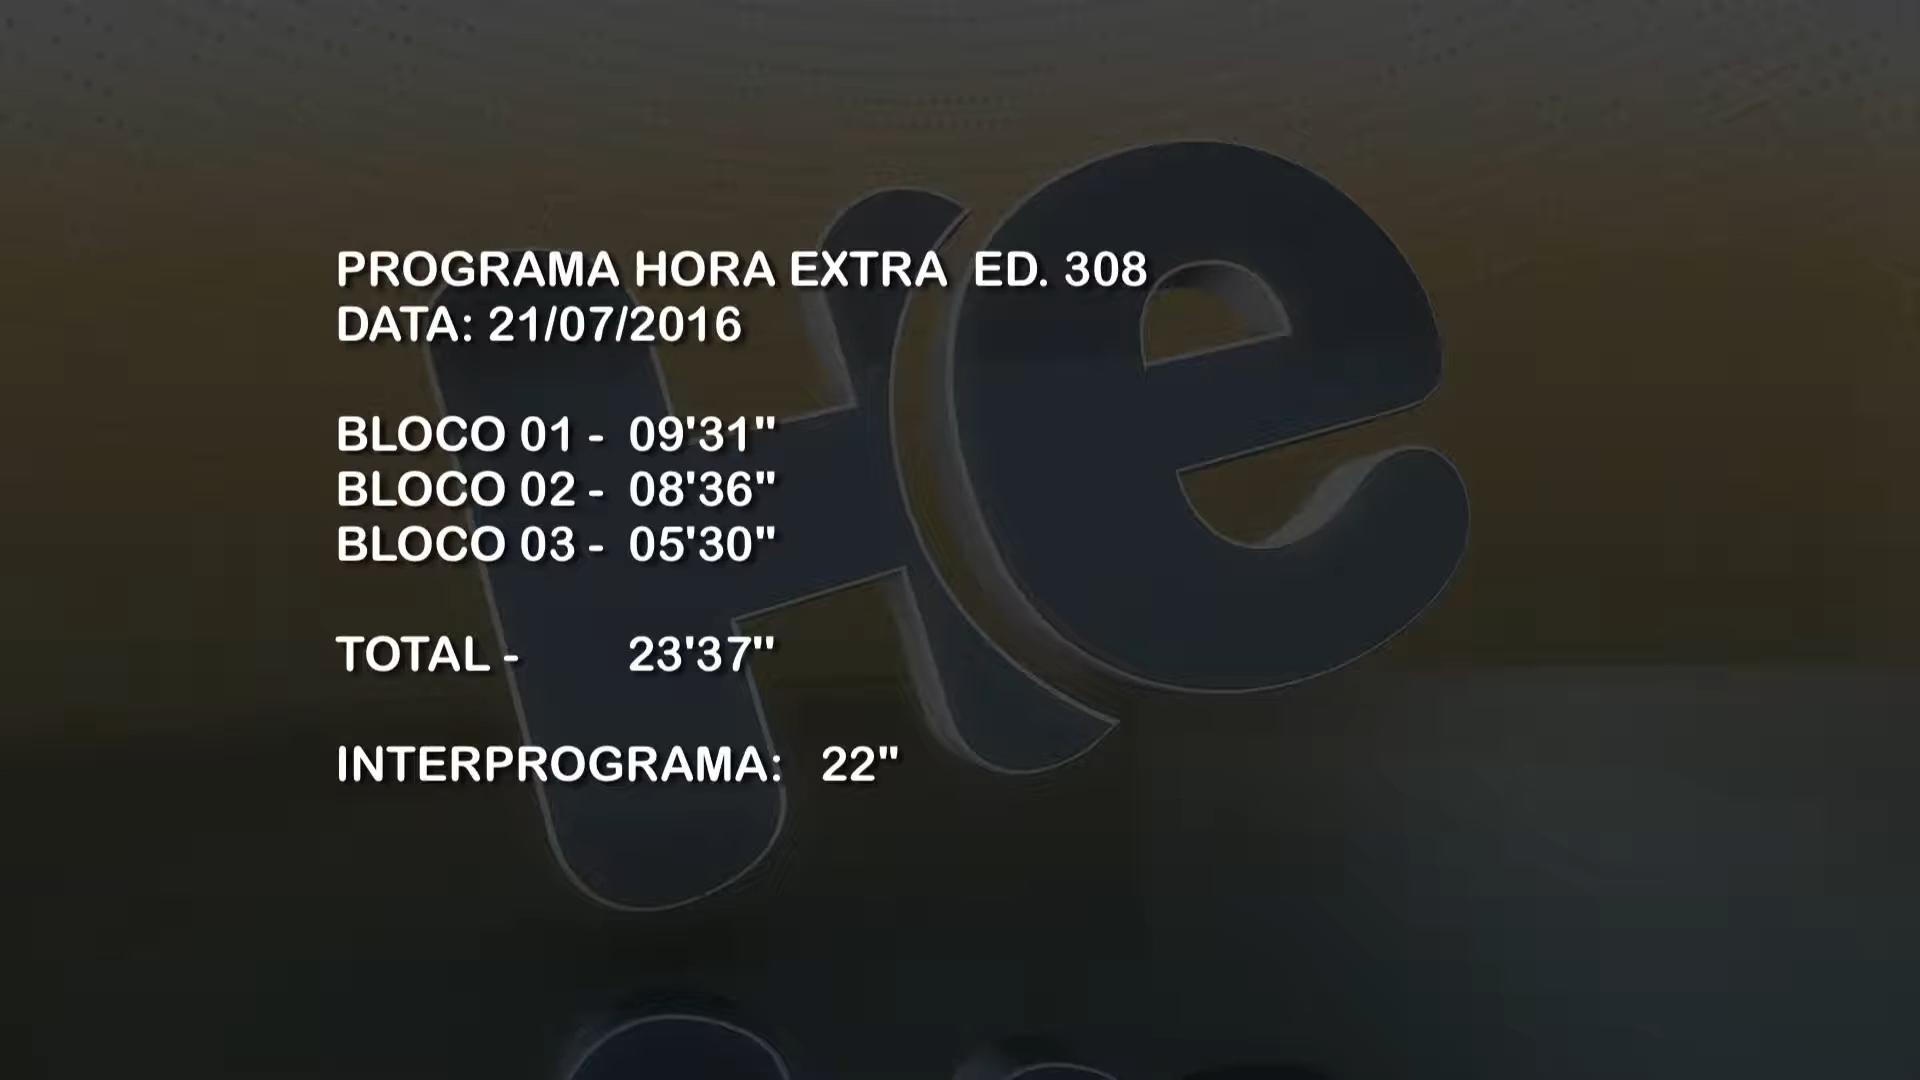 PROGRAMA HORA EXTRA ED. 308
DATA: 21/07/2016
BLOCO 01 - 09'31"
BLOCO 02 - 08'36"
BLOCO 03 - 05'30"
TOTAL - 23'37"
INTERPROGRAMA: 22"
He